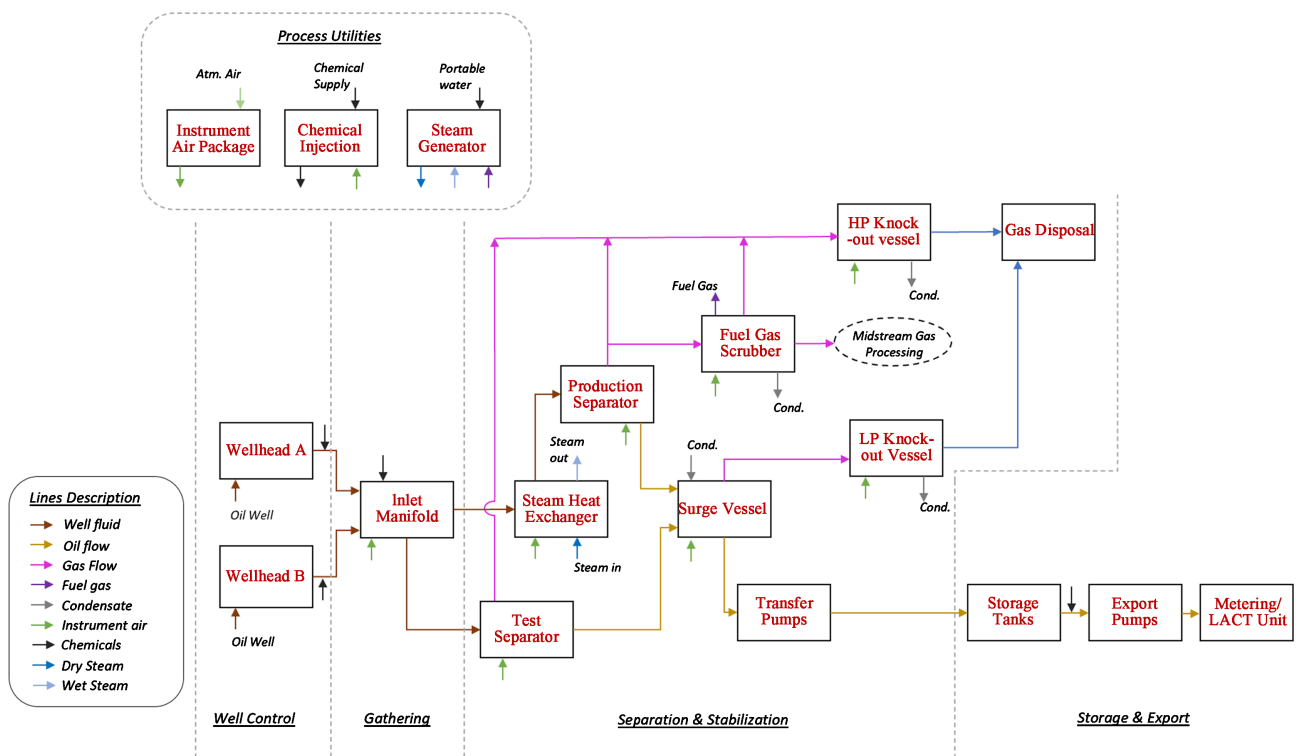 Process Utilities
Atm. Air
Chemical
Supply
Portable
water
Instrument
Air Package
Chemical
Injection
Steam
Generator
HP Knock
-out vessel
Gas Disposal
Cond.
Fuel Gas
Fuel Gas
Scrubber
Midstream Gas
Processing
Cond.
Production
Separator
Wellhead A
Oil Well
Inlet
Manifold
Steam
out
Steam Heat
Exchanger
Steam in
Cond.
Surge Vessel
LP Knock-
out Vessel
Cond.
Wellhead B
Oil Well
Test
Separator
Transfer
Pumps
Storage
Tanks
Export
Pumps
Metering/
LACT Unit
Lines Description
Well fluid
Oil flow
Gas Flow
Fuel gas
Condensate
Instrument air
Chemicals
Dry Steam
Wet Steam
Well Control
Gathering
Separation & Stabilization
Storage & Export